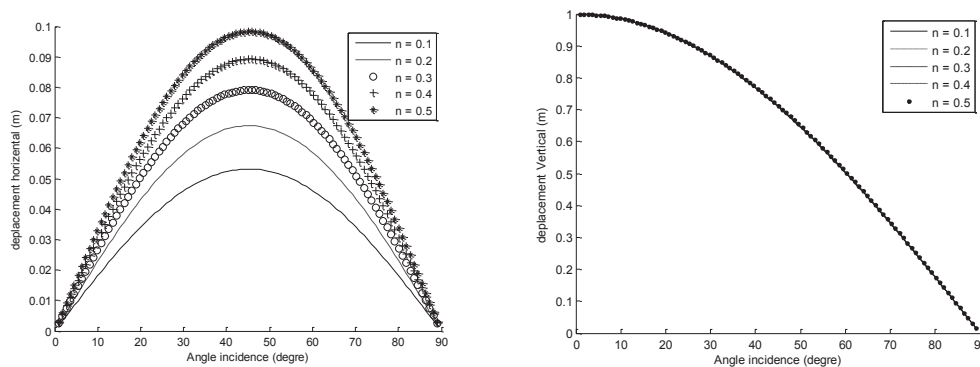 deplacement horizental (m)
0.1
0.09
0.08
0.07
0.06
0.05
0.04
0.03
0.02
0.01
0
0 10 20 30 40 50 60 70 80 90
Angle incidence (degre)
n = 0.1
n = 0.2
n = 0.3
n = 0.4
n = 0.5
deplacement Vertical (m)
1
0.9
0.8
0.7
0.6
0.5
0.4
0.3
0.2
0.1
0
0 10 20 30 40 50 60 70 80 9
Angle incidence (degre)
n = 0.1
n = 0.2
n = 0.3
n = 0.4
n = 0.5